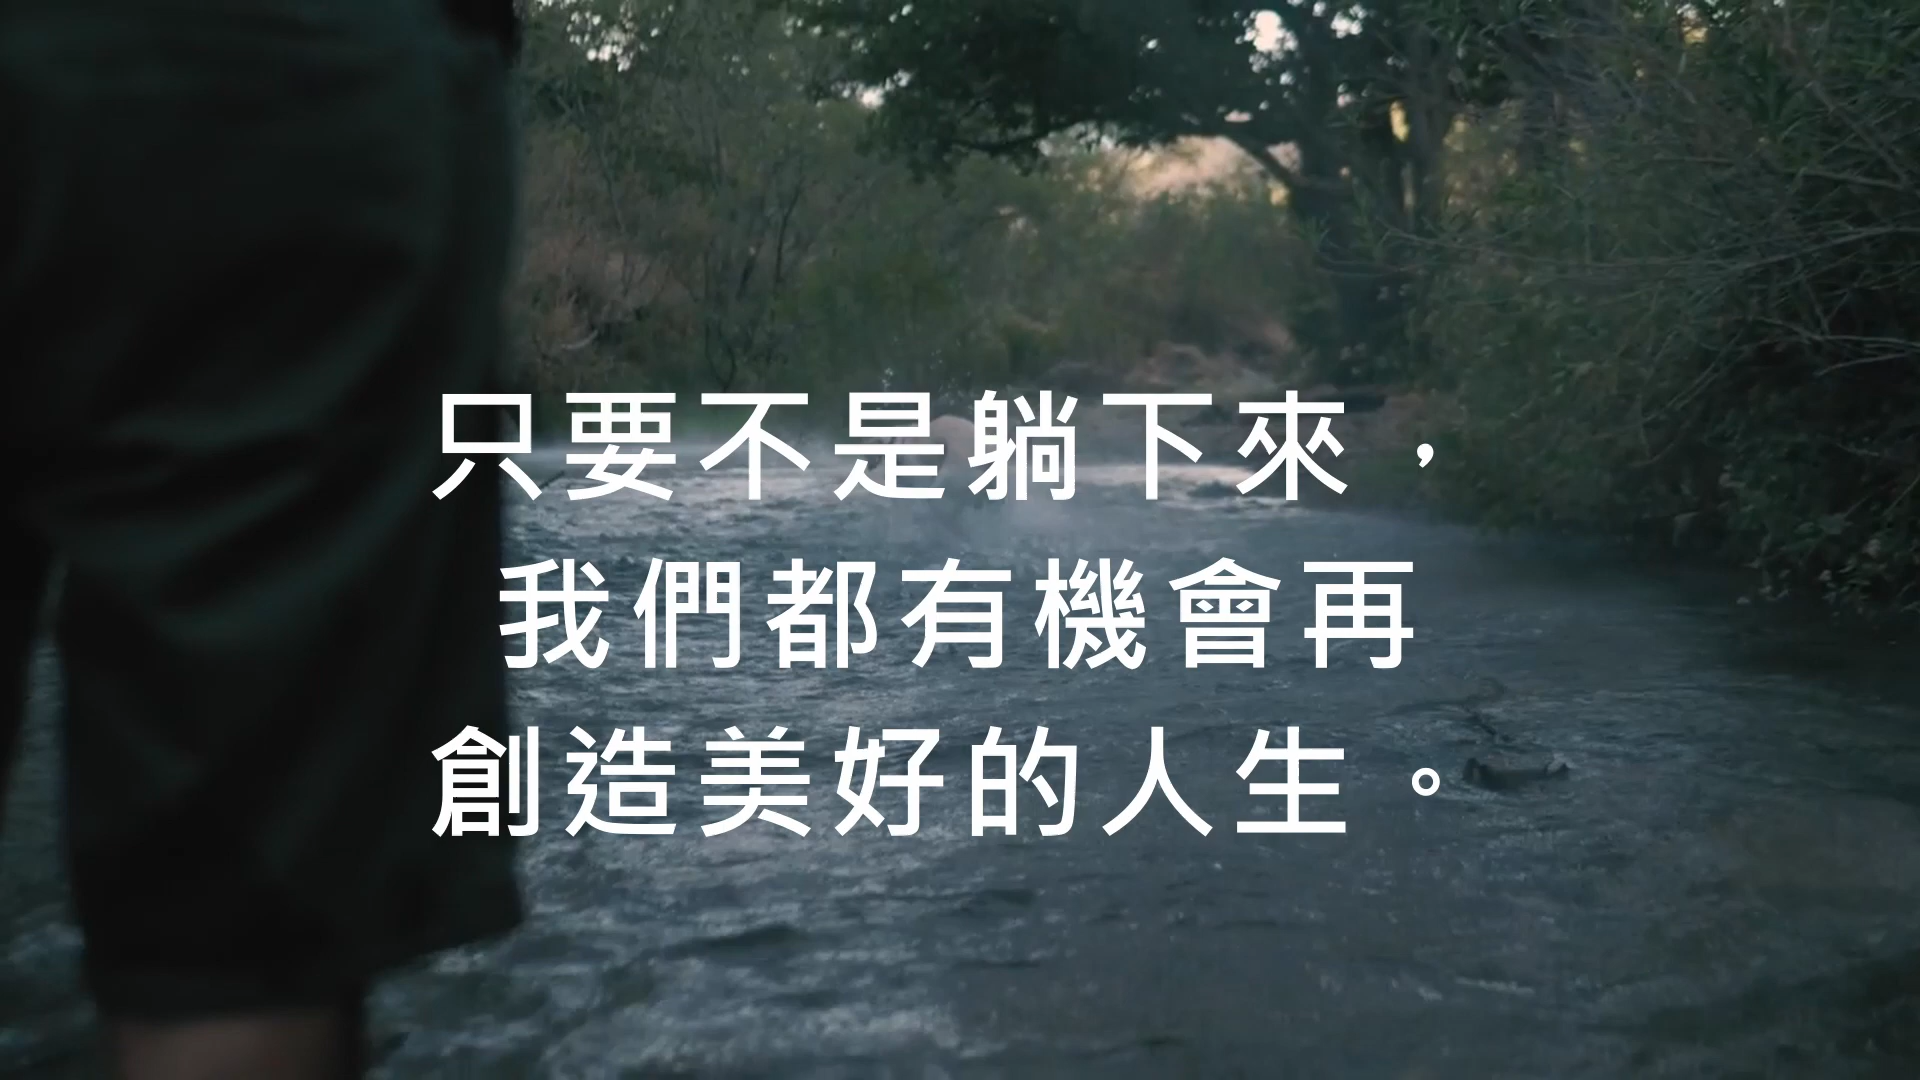 只要不是躺下來，
我們都有機會再
創造美好的人生。